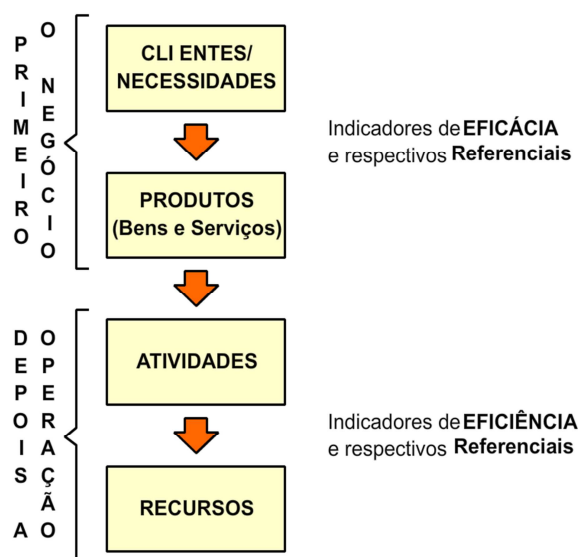 PRIMEIRO
O NEGÓCIO
CLI ENTES/
NECESSIDADES
Indicadores de EFICÁCIA
e respectivos Referenciais
PRODUTOS
(Bens e Serviços)
DEPOIS A
OPERAÇÃO
ATIVIDADES
Indicadores de EFICIÊNCIA
e respectivos Referenciais
RECURSOS